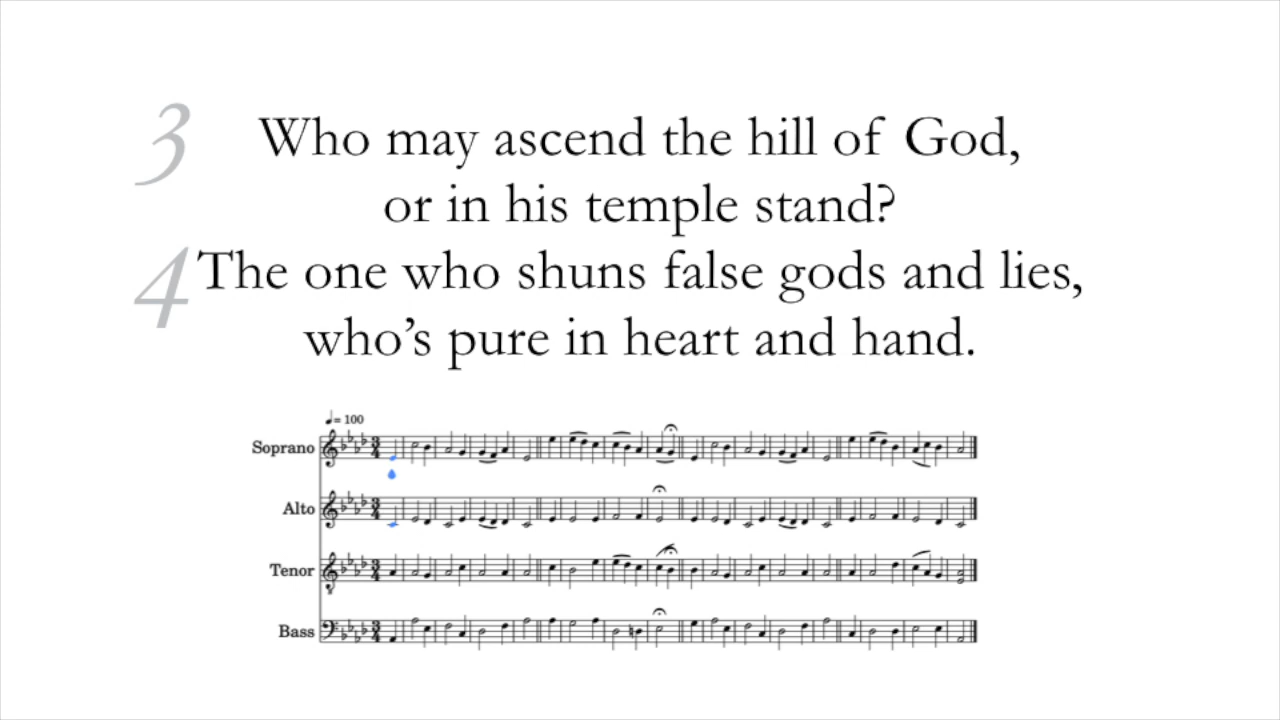 3 Who may ascend the hill of God,
or in his temple stand?
4 The one who shuns false gods and lies,
who’s pure in heart and hand.
♩= 100
Soprano
Alto
Tenor
Bass